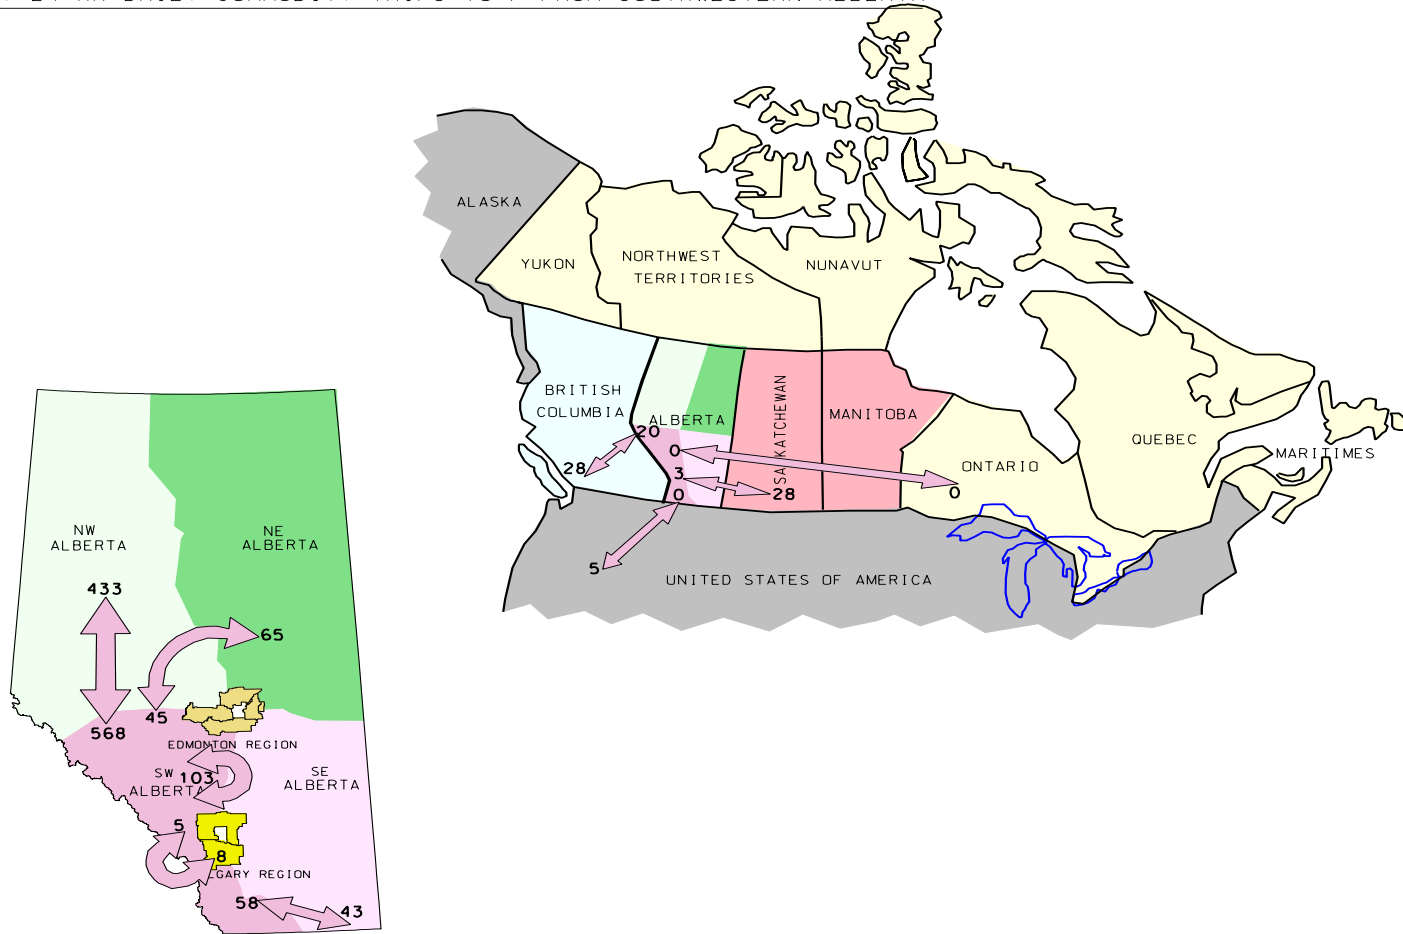 ALASKA
YUKON
NORTHWEST
TERRITORIES
NUNAVUT
BRITISH
COLUMBIA
ALBERTA
SASKATCHEWAN
MANITOBA
ONTARIO
QUEBEC
MARITIMES
20
28
0
0
3
28
0
5
UNITED STATES OF AMERICA
NW
ALBERTA
NE
ALBERTA
433
568
65
45
EDMONTON REGION
SW
ALBERTA
103
SE
ALBERTA
5
8
LGARY REGION
58
43